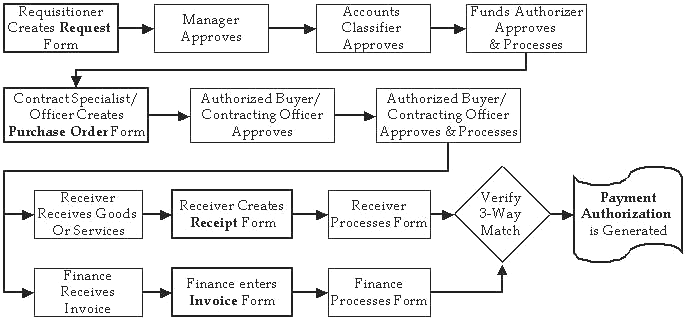 Requisitioner
Creates Request
Form
Manager
Approves
Accounts
Classifier
Approves
Funds Authorizer
Approves
& Processes
Contract Specialist/
Officer Creates
Purchase Order Form
Authorized Buyer/
Contracting Officer
Approves
Authorized Buyer/
Contracting Officer
Approves & Processes
Receiver
Receives Goods
Or Services
Receiver Creates
Receipt Form
Receiver
Processes Form
Verify
3-Way
Match
Payment
Authorization
is Generated
Finance
Receives
Invoice
Finance enters
Invoice Form
Finance
Processes Form